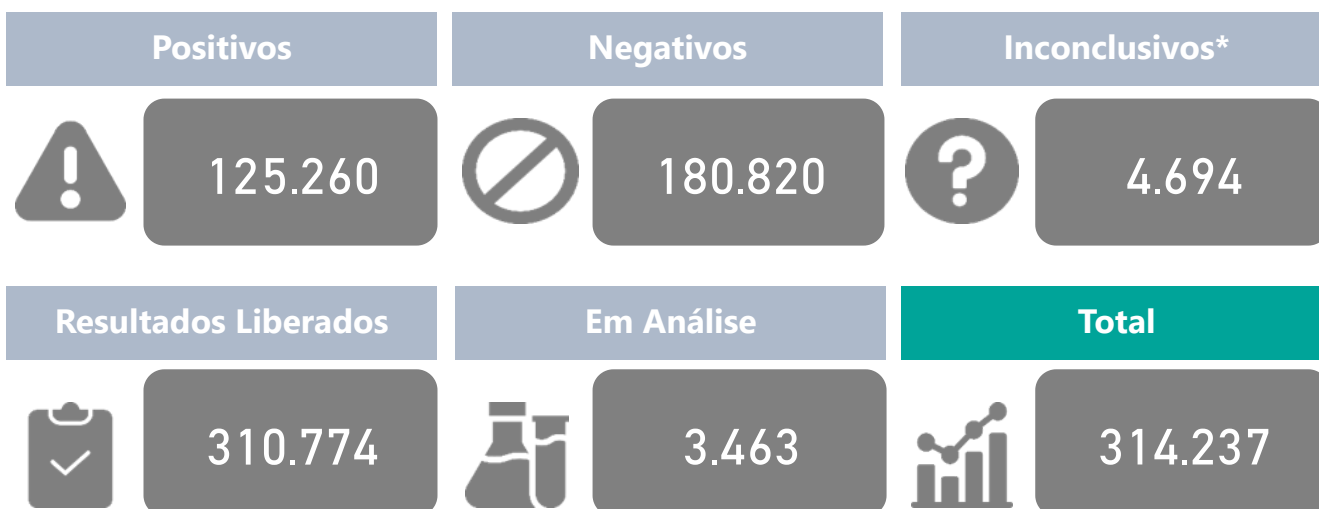 Positivos
Negativos
Inconclusivos*
125.260
180.820
4.694
Resultados Liberados
Em Análise
Total
310.774
3.463
314.237